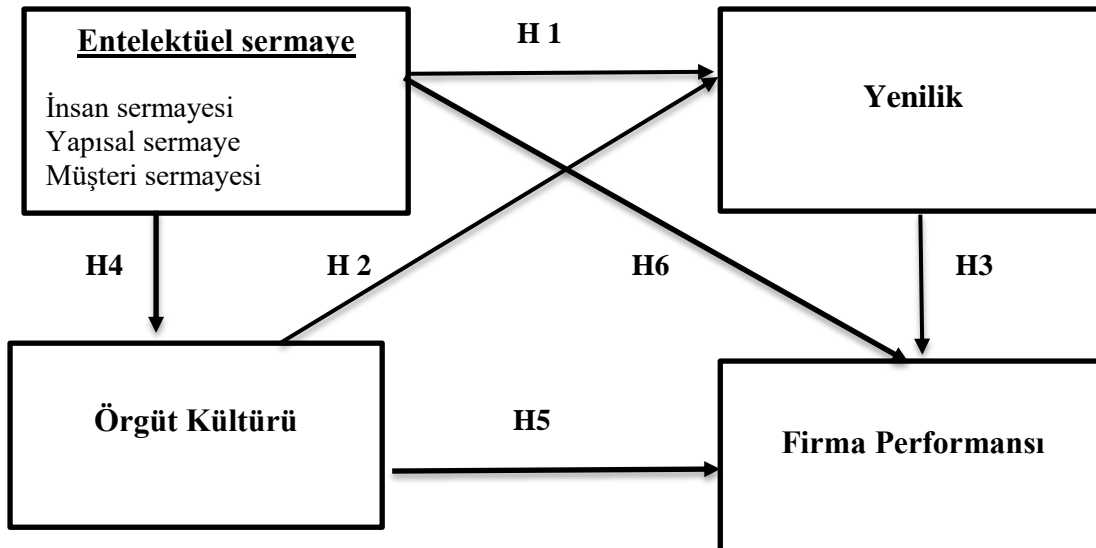 Entelektüel sermaye
İnsan sermayesi
Yapısal sermaye
Müşteri sermayesi
H 1
Yenilik
H4
H 2
H6
H3
Örgüt Kültürü
H5
Firma Performansı